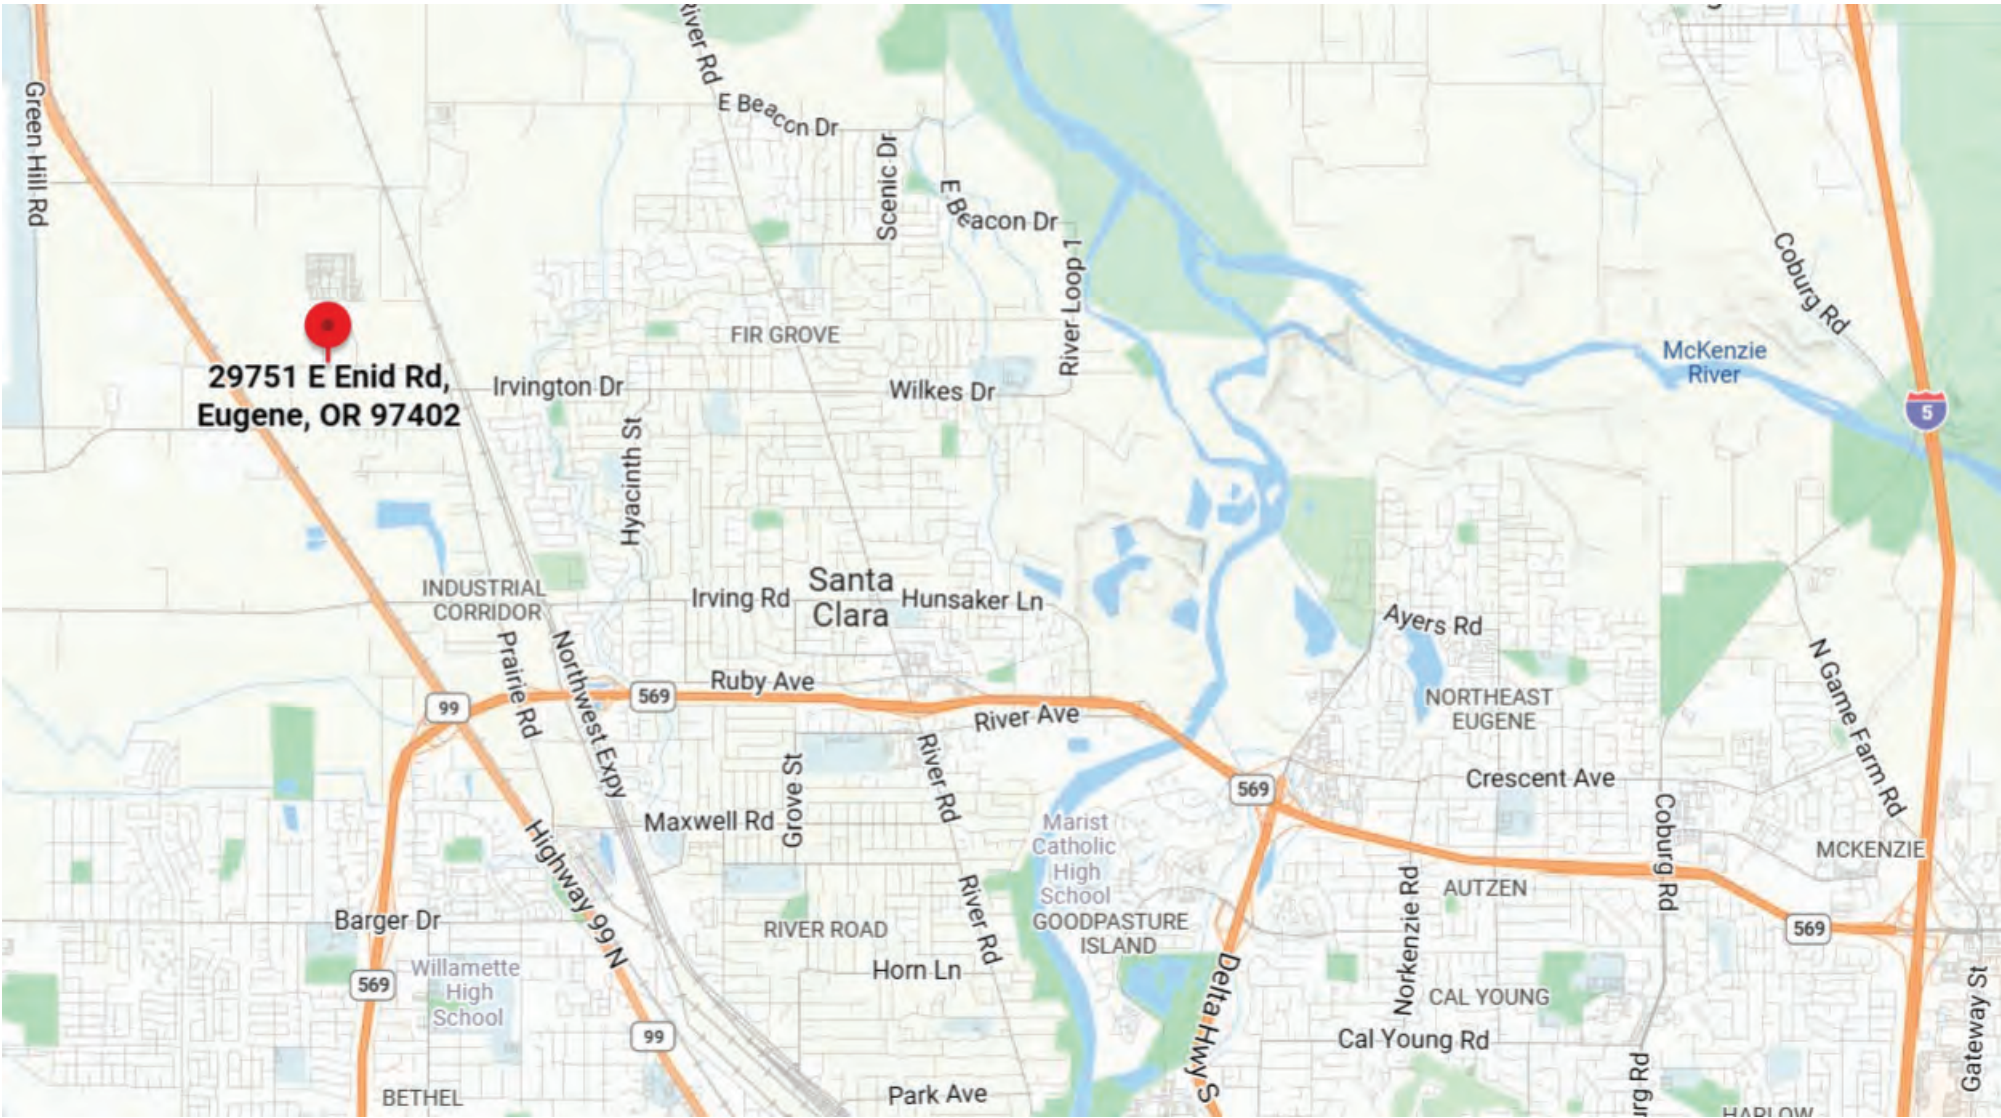 River Rd
E Beacon Dr
Green Hill Rd
Scenic Dr
E Beacon Dr
River Loop 1
Coburg Rd
FIR GROVE
McKenzie
River
29751 E Enid Rd,
Eugene, OR 97402
Irvington Dr
Wilkes Dr
5
Hyacinth St
INDUSTRIAL
CORRIDOR
Irving Rd
Santa
Clara
Hunsaker Ln
Ayers Rd
Prairie Rd
Northwest Expy
N Game Farm Rd
99
569
Ruby Ave
River Ave
NORTHEAST
EUGENE
River Rd
Grove St
569
Crescent Ave
Maxwell Rd
Coburg Rd
Highway 99 N
Marist
Catholic
High
School
MCKENZIE
Norkenzie Rd
AUTZEN
Barger Dr
RIVER ROAD
River Rd
GOODPASTURE
ISLAND
569
569
Willamette
High
School
Horn Ln
Delta Hwy S
CAL YOUNG
Gateway St
99
Cal Young Rd
BETHEL
Park Ave
urg Rd
HARLOW